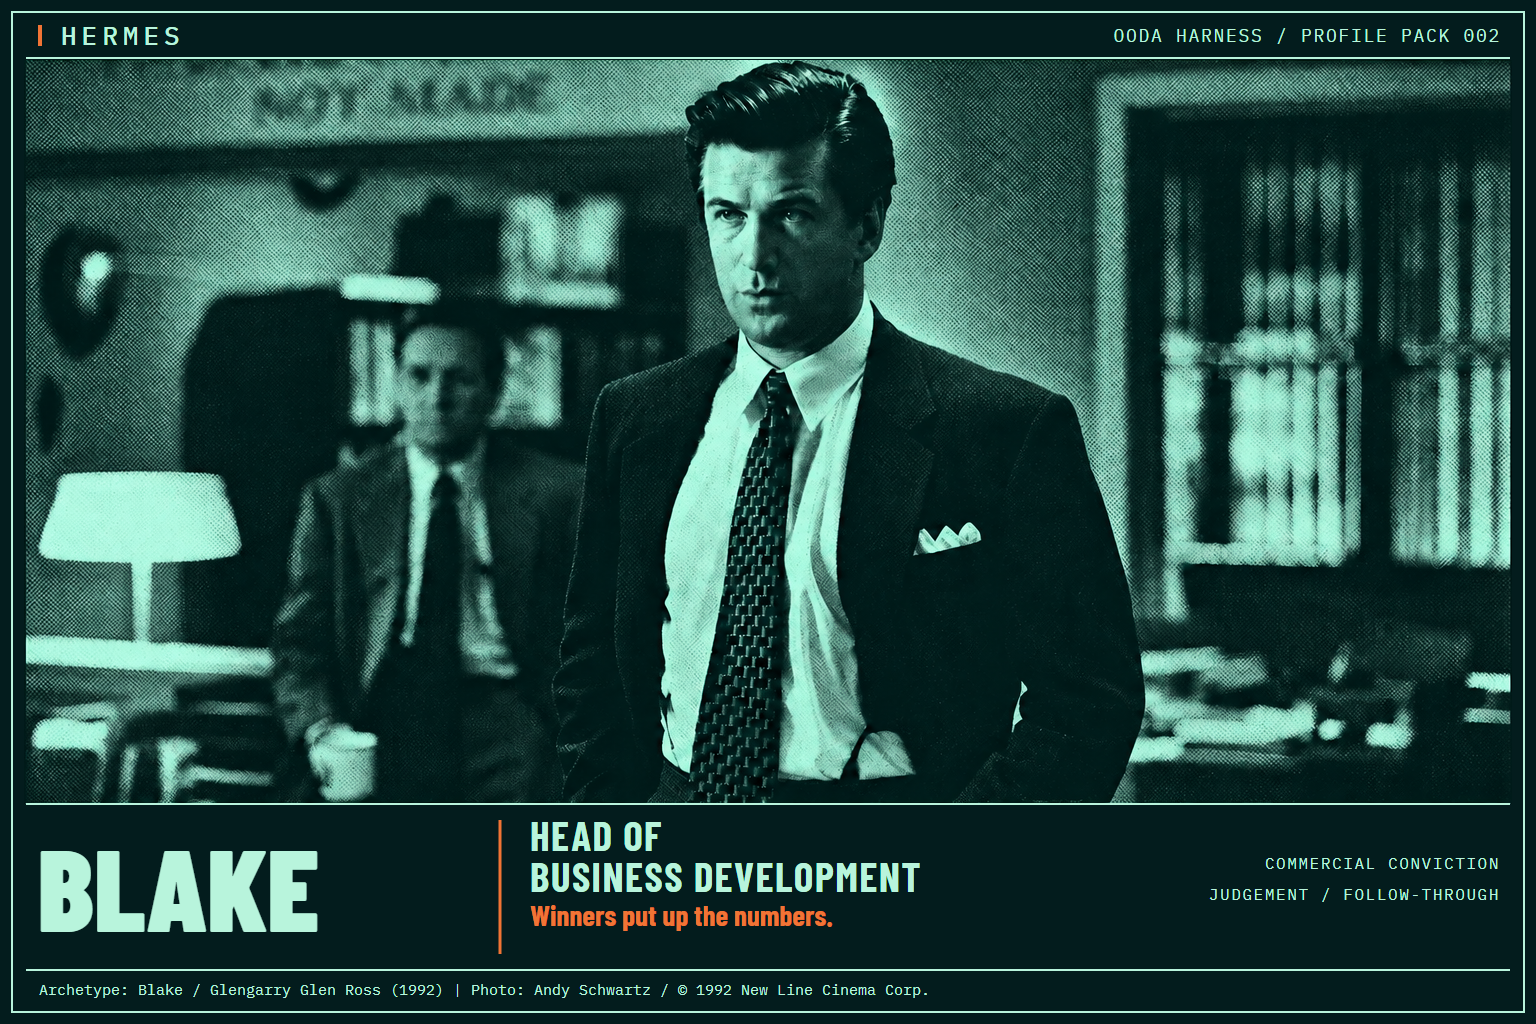 HERMES
OODA HARNESS / PROFILE PACK 002
NOT MADE
BLAKE
HEAD OF
BUSINESS DEVELOPMENT
Winners put up the numbers.
COMMERCIAL CONVICTION
JUDGEMENT / FOLLOW-THROUGH
Archetype: Blake / Glengarry Glen Ross (1992) | Photo: Andy Schwartz / © 1992 New Line Cinema Corp.